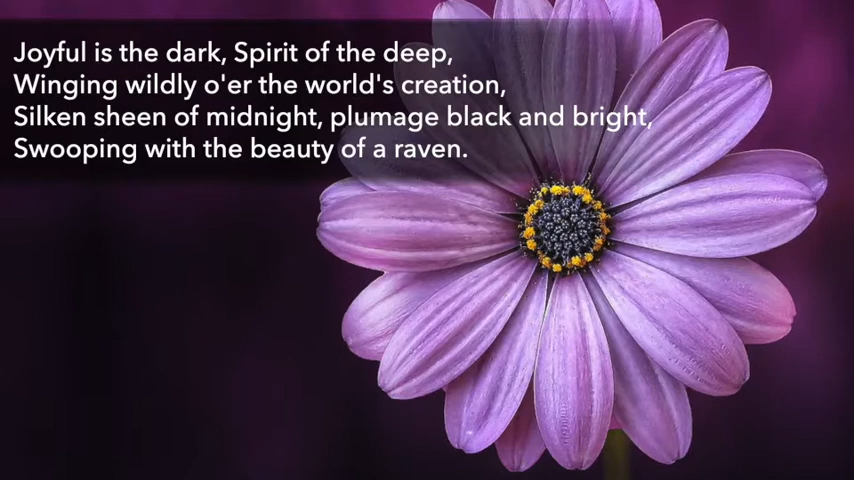 Joyful is the dark, Spirit of the deep,
Winging wildly o'er the world's creation,
Silken sheen of midnight, plumage black and bright,
Swooping with the beauty of a raven.